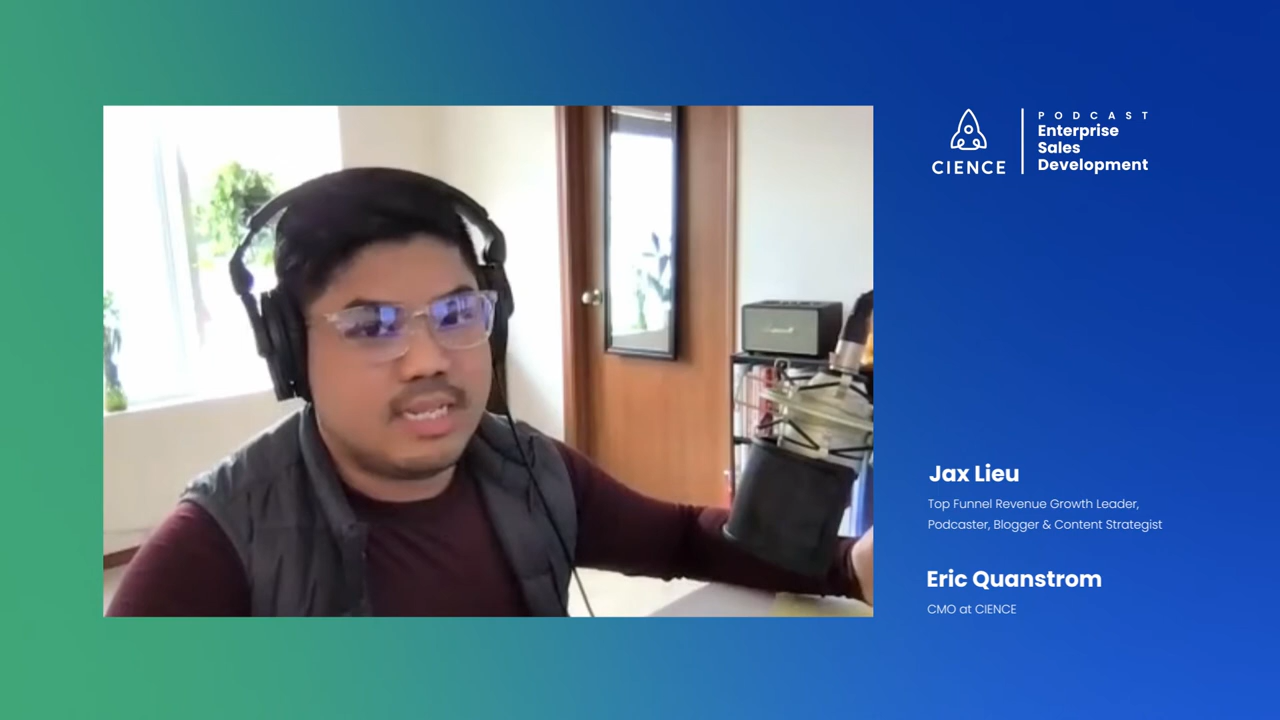 PODCAST
Enterprise
Sales
Development
CIENCE
Jax Lieu
Top Funnel Revenue Growth Leader,
Podcaster, Blogger & Content Strategist
Eric Quanstrom
CMO at CIENCE